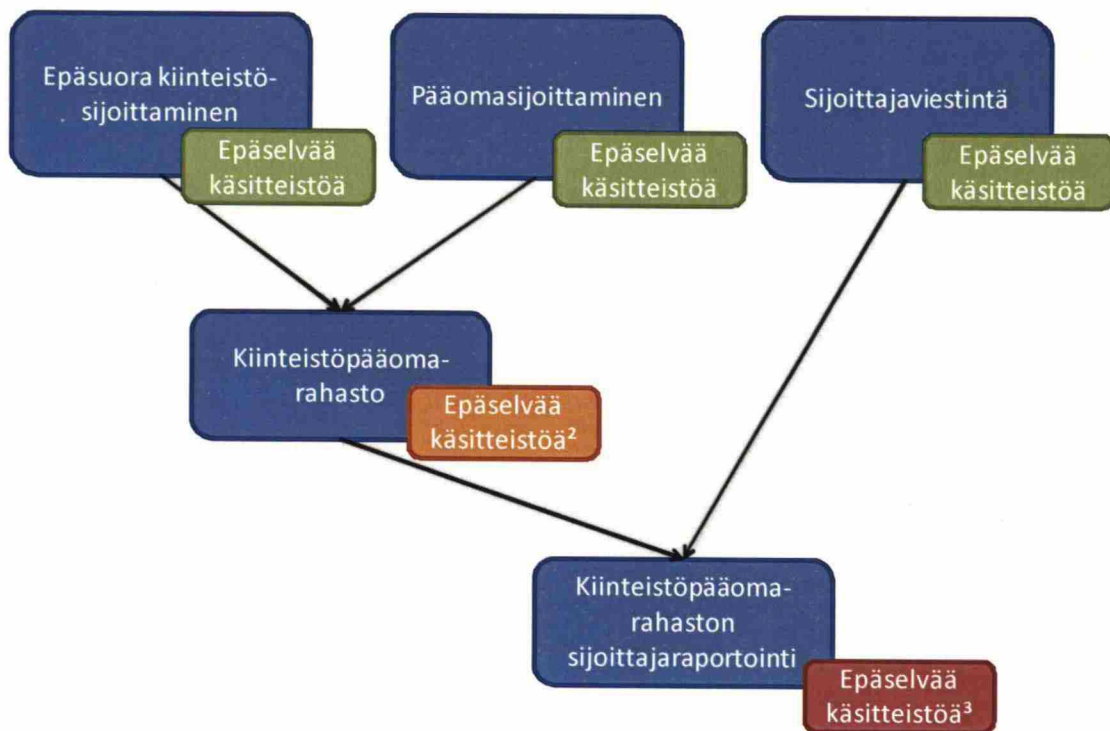 Epäsuora kiinteistö-
sijoittaminen
Epäselvää
käsitteistöä
Pääomasijoittaminen
Epäselvää
käsitteistöä
Sijoittajaviestintä
Epäselvää
käsitteistöä
Kiinteistöpääoma-
rahasto
Epäselvää
käsitteistöä²
Kiinteistöpääoma-
rahaston
sijoittajaraportointi
Epäselvää
käsitteistöä³